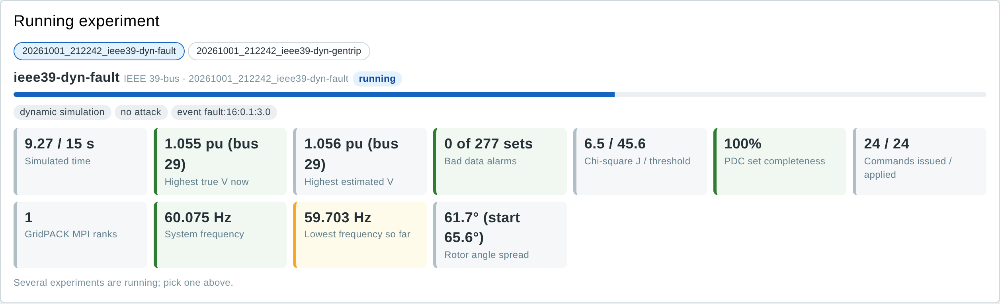 Running experiment
20261001_212242_ieee39-dyn-fault
20261001_212242_ieee39-dyn-gentrip
ieee39-dyn-fault IEEE 39-bus · 20261001_212242_ieee39-dyn-fault running
dynamic simulation
no attack
event fault:16:0.1:3.0
9.27 / 15 s
Simulated time
1.055 pu (bus
29)
Highest true V now
1.056 pu (bus
29)
Highest estimated V
0 of 277 sets
Bad data alarms
6.5 / 45.6
Chi-square J / threshold
100%
PDC set completeness
24 / 24
Commands issued /
applied
1
GridPACK MPI ranks
60.075 Hz
System frequency
59.703 Hz
Lowest frequency so far
61.7° (start
65.6°)
Rotor angle spread
Several experiments are running; pick one above.